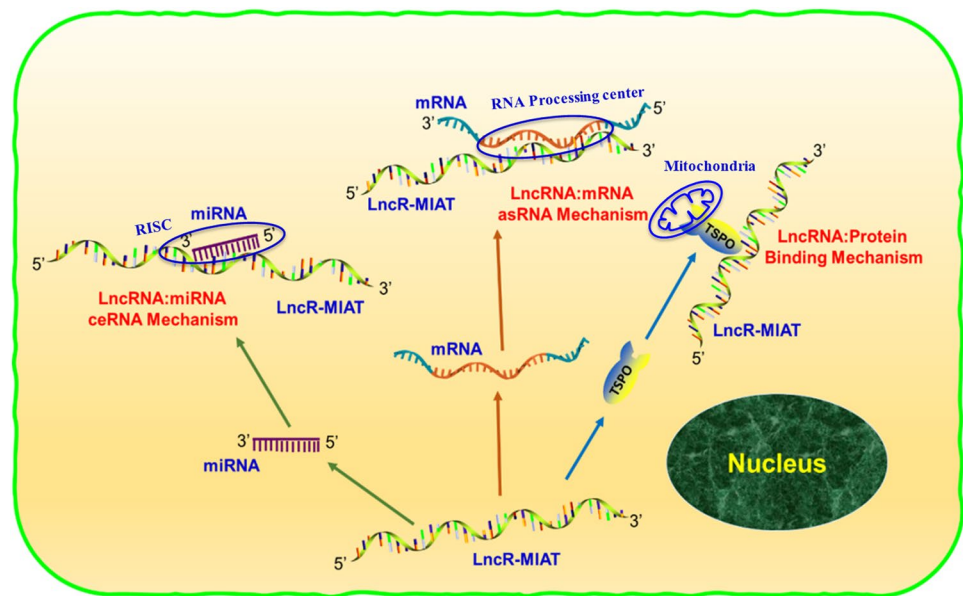 mRNA
RNA Processing center
3'
5'
5'
3'
LncR-MIAT
LncRNA:mRNA
asRNA Mechanism
Mitochondria
TSPO
3'
LncRNA:Protein
Binding Mechanism
LncR-MIAT
5'
RISC
miRNA
3'
5'
5'
3'
LncRNA:miRNA
ceRNA Mechanism
LncR-MIAT
mRNA
TSPO
3'
5'
miRNA
Nucleus
5'
3'
LncR-MIAT